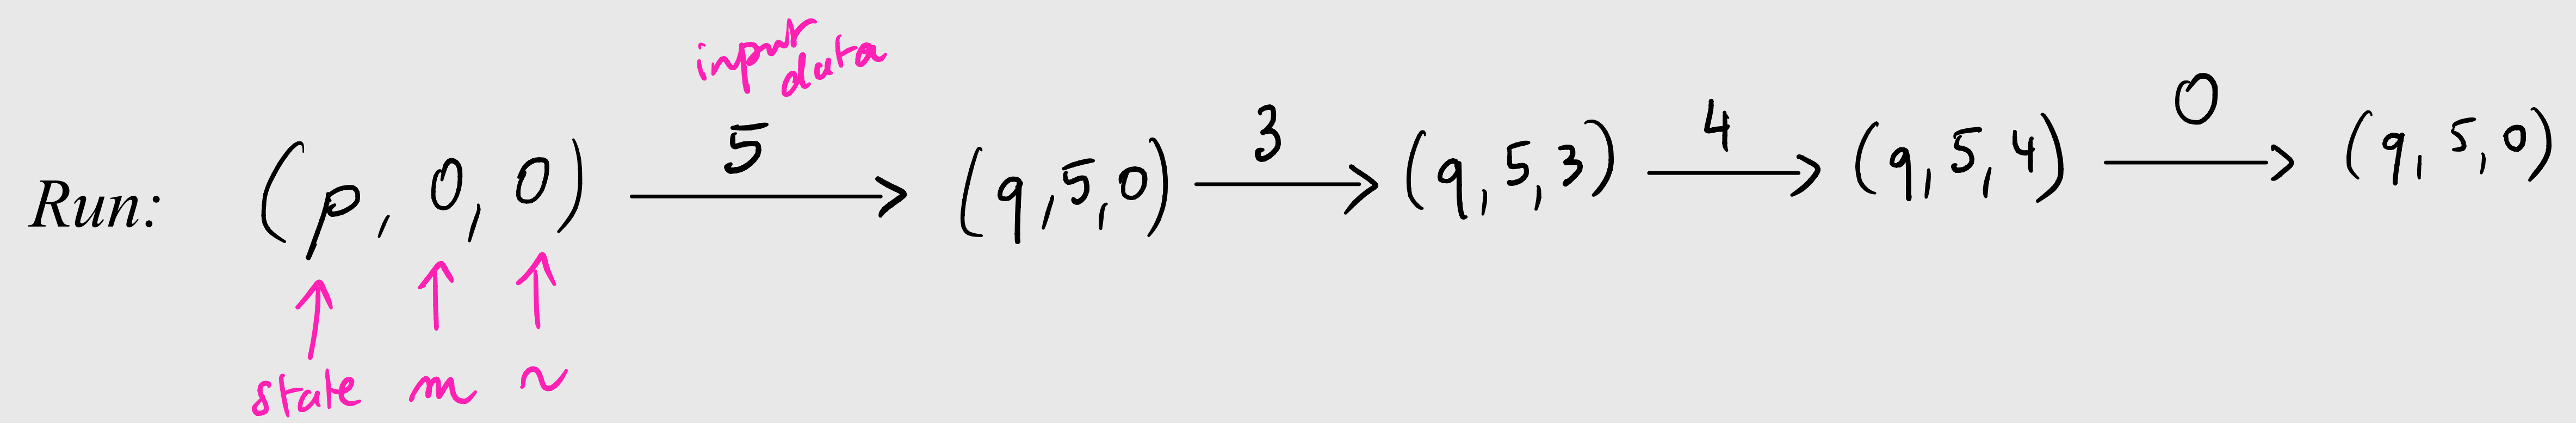 input
data
Run: (p, 0, 0) 5 → (q, 5, 0) 3 → (q, 5, 3) 4 → (q, 5, 4) 0 → (q, 5, 0)
state m n